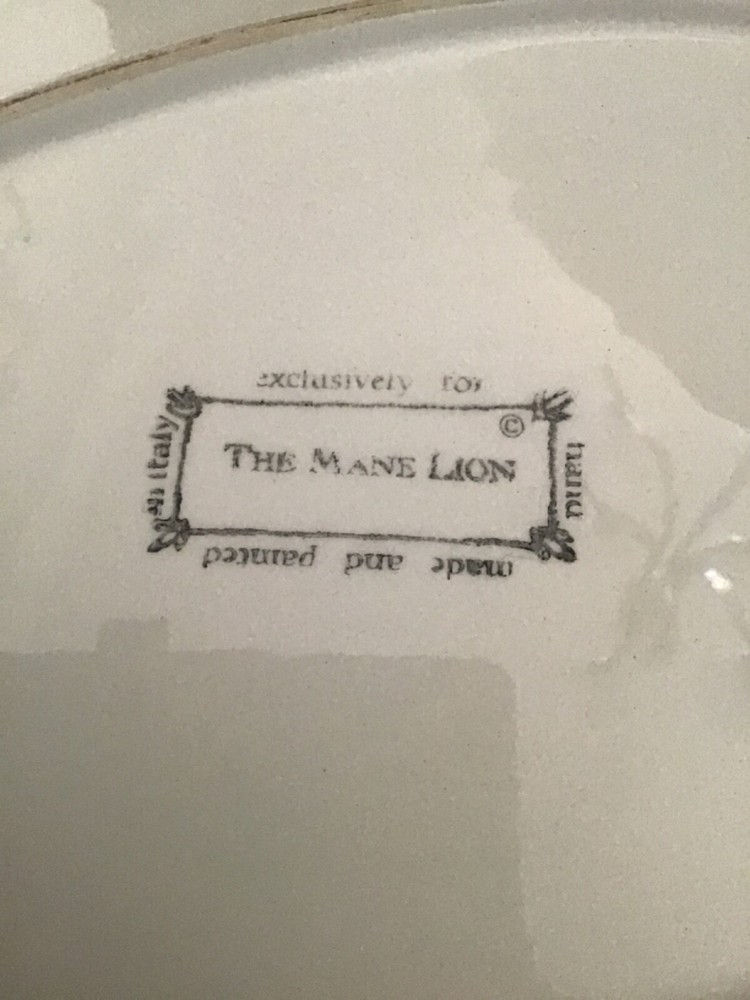 exclusively for
©
THE MANE LION
hand
made and painted
in Italy